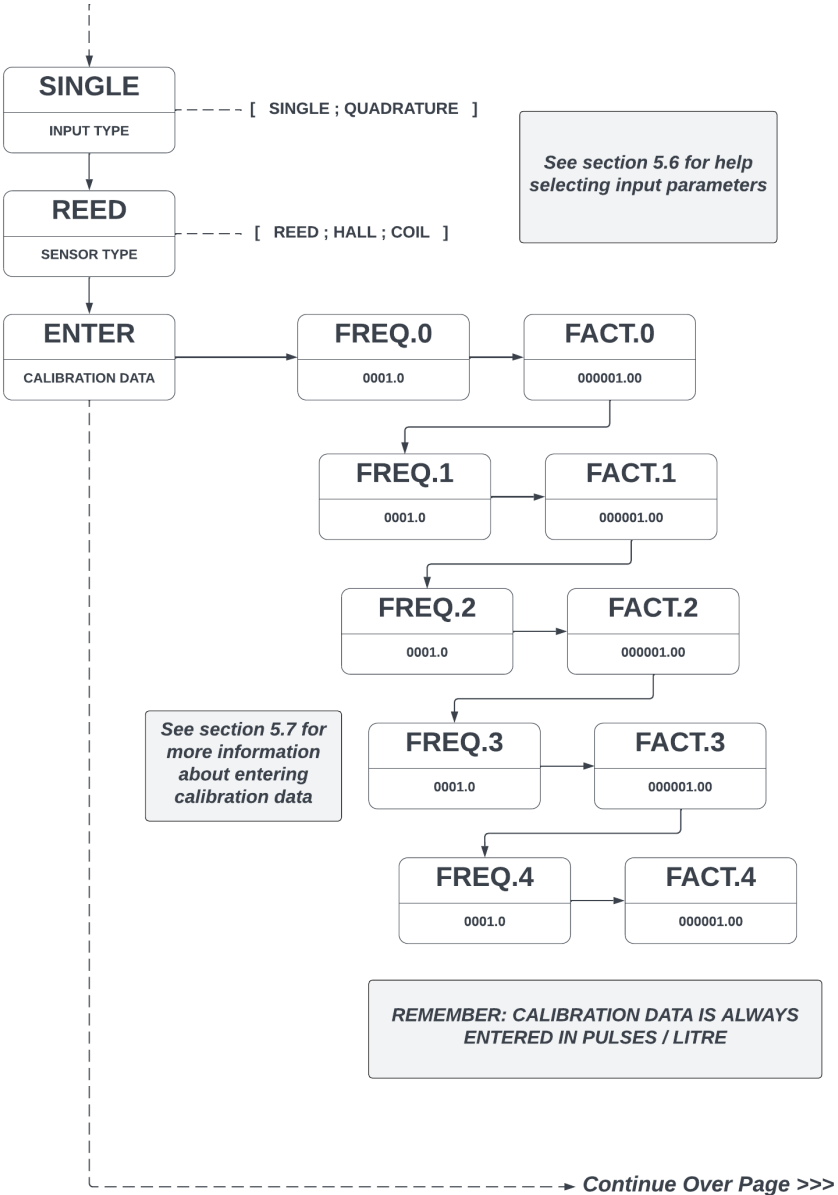 SINGLE
INPUT TYPE
[ SINGLE ; QUADRATURE ]
See section 5.6 for help
selecting input parameters
REED
SENSOR TYPE
[ REED ; HALL ; COIL ]
ENTER
CALIBRATION DATA
FREQ.0
0001.0
FACT.0
000001.00
FREQ.1
0001.0
FACT.1
000001.00
FREQ.2
0001.0
FACT.2
000001.00
See section 5.7 for
more information
about entering
calibration data
FREQ.3
0001.0
FACT.3
000001.00
FREQ.4
0001.0
FACT.4
000001.00
REMEMBER: CALIBRATION DATA IS ALWAYS
ENTERED IN PULSES / LITRE
Continue Over Page >>>